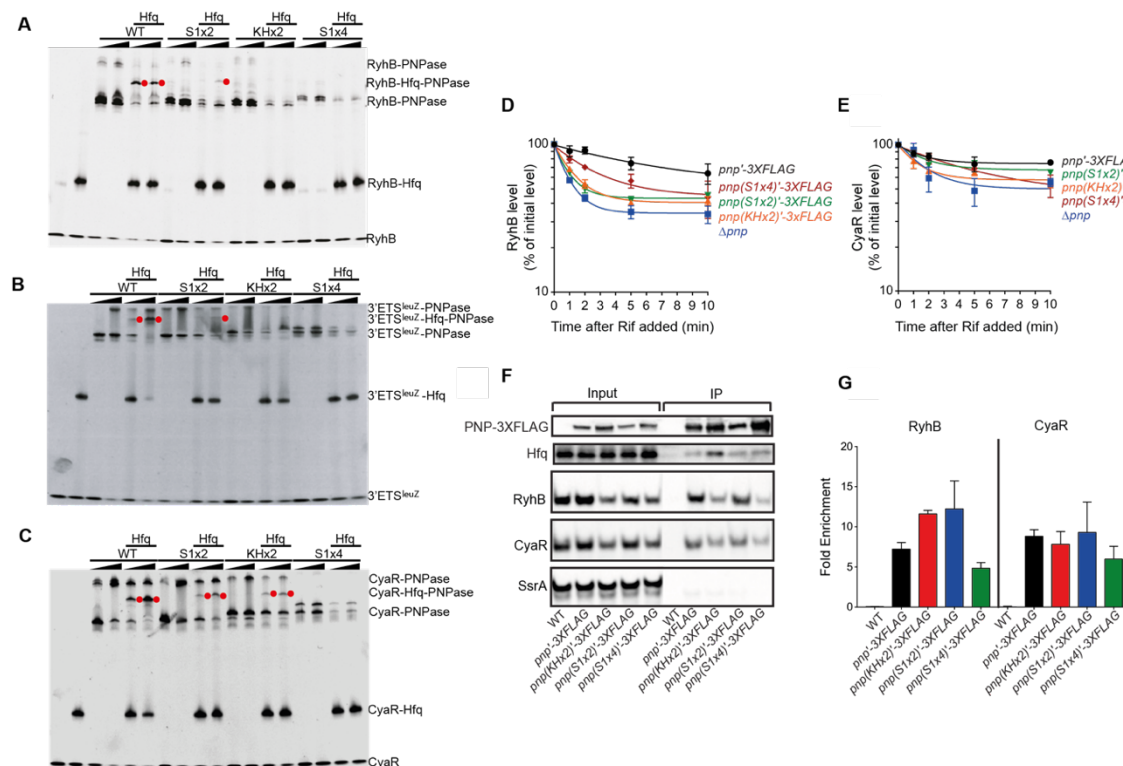 A
Hfq Hfq Hfq Hfq
WT S1x2 KHx2 S1x4
RyhB-PNPase
RyhB-Hfq-PNPase
RyhB-PNPase
RyhB-Hfq
RyhB
B
Hfq Hfq Hfq Hfq
WT S1x2 KHx2 S1x4
3'ETSleuZ-PNPase
3'ETSleuZ-Hfq-PNPase
3'ETSleuZ-PNPase
3'ETSleuZ-Hfq
3'ETSleuZ
C
Hfq Hfq Hfq Hfq
WT S1x2 KHx2 S1x4
CyaR-PNPase
CyaR-Hfq-PNPase
CyaR-PNPase
CyaR-Hfq
CyaR
D
100
10
RyhB level
(% of initial level)
0 1 2 3 4 5 6 7 8 9 10
Time after Rif added (min)
pnp'-3XFLAG
pnp(S1x4)'-3XFLAG
pnp(S1x2)'-3XFLAG
pnp(KHx2)'-3xFLAG
Δpnp
E
100
10
CyaR level
(% of initial level)
0 1 2 3 4 5 6 7 8 9 10
Time after Rif added (min)
pnp'-3XFLA
pnp(S1x2)'-
pnp(KHx2)'-
pnp(S1x4)'-
Δpnp
F
Input IP
PNP-3XFLAG
Hfq
RyhB
CyaR
SsrA
WT
pnp'-3XFLAG
pnp(KHx2)'-3XFLAG
pnp(S1x2)'-3XFLAG
pnp(S1x4)'-3XFLAG
WT
pnp'-3XFLAG
pnp(KHx2)'-3XFLAG
pnp(S1x2)'-3XFLAG
pnp(S1x4)'-3XFLAG
G
RyhB CyaR
Fold Enrichment
20
15
10
5
0
WT
pnp'-3XFLAG
pnp(KHx2)'-3XFLAG
pnp(S1x2)'-3XFLAG
pnp(S1x4)'-3XFLAG
WT
pnp'-3XFLAG
pnp(KHx2)'-3XFLAG
pnp(S1x2)'-3XFLAG
pnp(S1x4)'-3XFLAG